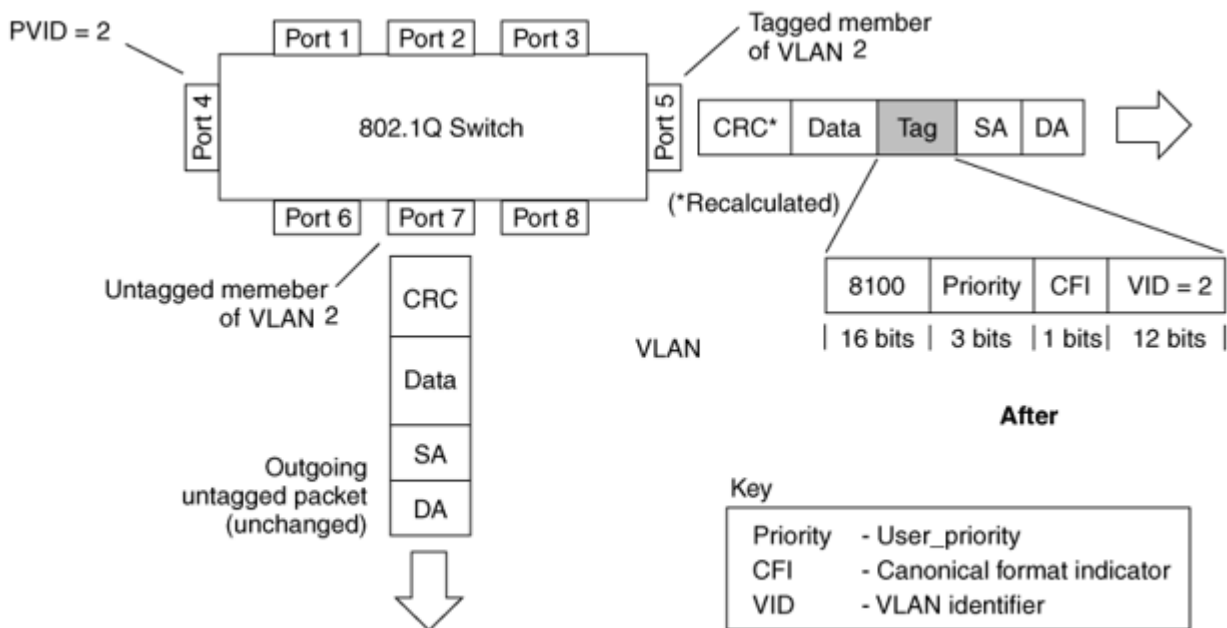 PVID = 2
Port 1
Port 2
Port 3
Tagged member
of VLAN 2
Port 4
802.1Q Switch
Port 5
CRC*
Data
Tag
SA
DA
(*Recalculated)
Port 6
Port 7
Port 8
Untagged memeber
of VLAN 2
CRC
Data
SA
DA
8100
Priority
CFI
VID = 2
16 bits
3 bits
1 bits
12 bits
VLAN
After
Outgoing
untagged packet
(unchanged)
Key
Priority - User_priority
CFI - Canonical format indicator
VID - VLAN identifier